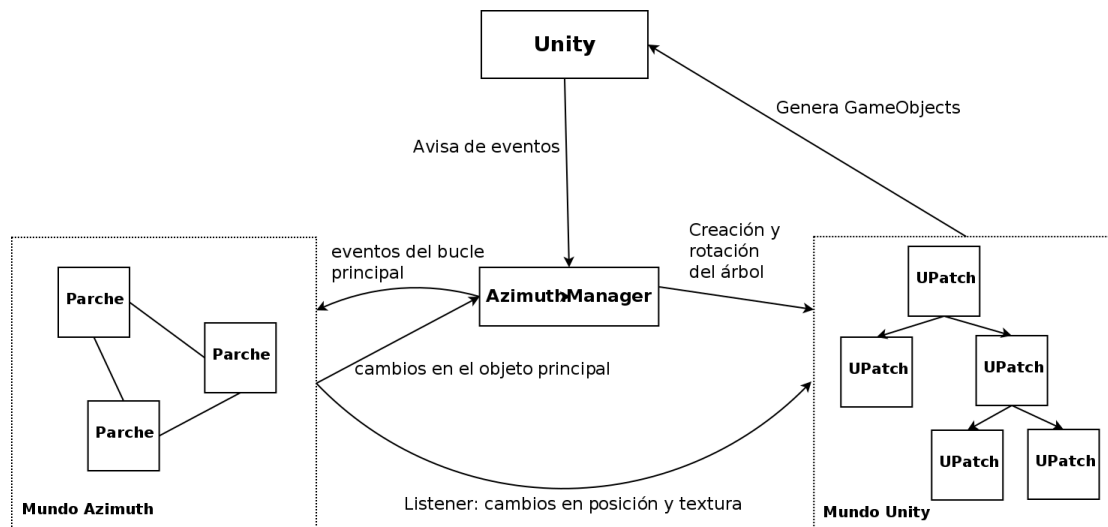 Unity
Genera GameObjects
Avisa de eventos
Creación y
rotación
del árbol
eventos del bucle
principal
AzimuthManager
UPatch
Parche
Parche
UPatch
UPatch
cambios en el objeto principal
Parche
UPatch
UPatch
Listener: cambios en posición y textura
Mundo Azimuth
Mundo Unity